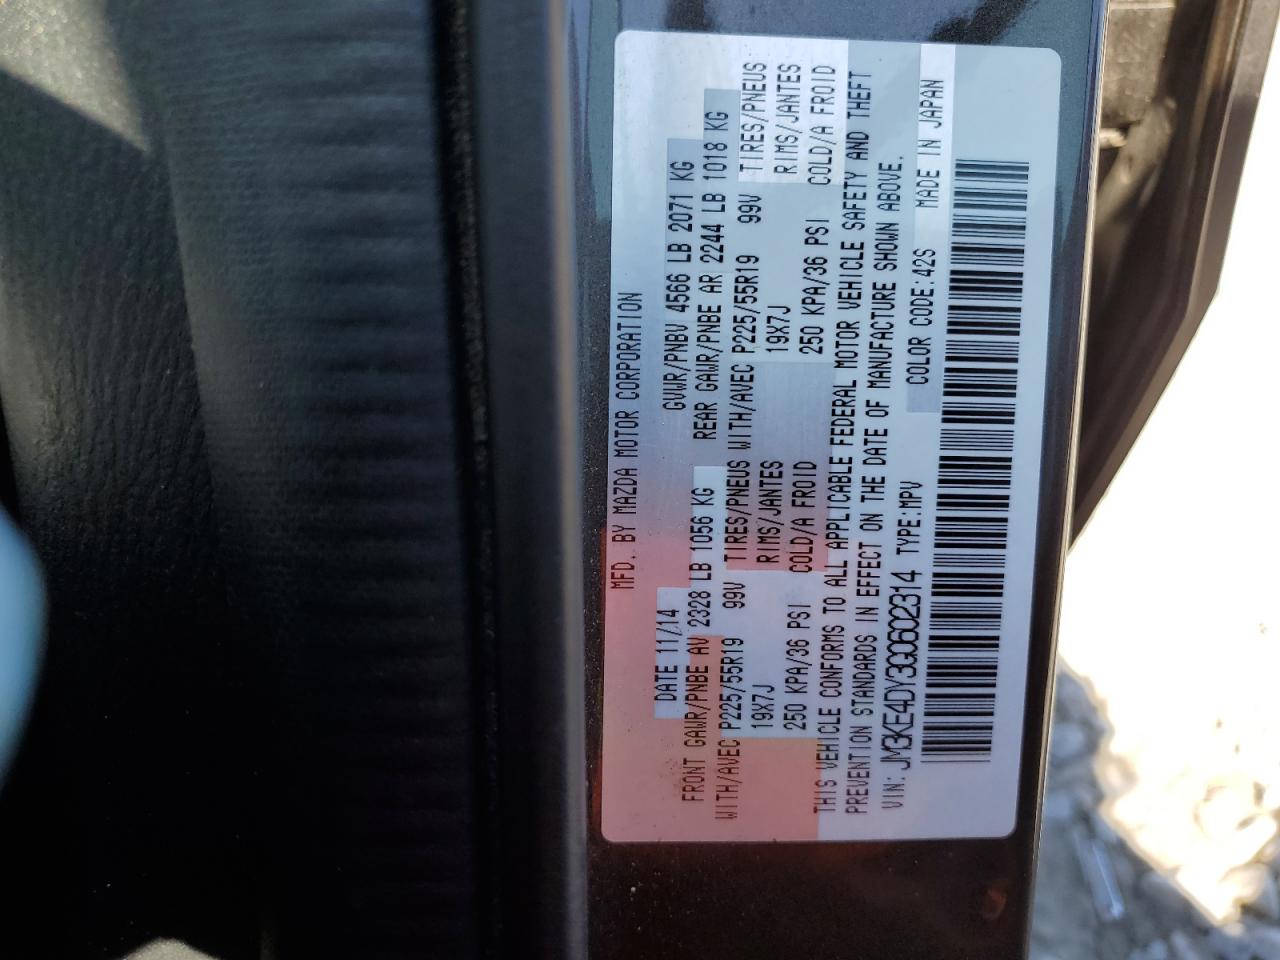 MFD. BY MAZDA MOTOR CORPORATION
DATE 11/14 GVWR/PNBV 4566 LB 2071 KG
FRONT GAWR/PNBE AV 2328 LB 1056 KG REAR GAWR/PNBE AR 2244 LB 1018 KG
WITH/AVEC P225/55R19 99V TIRES/PNEUS WITH/AVEC P225/55R19 99V TIRES/PNEUS
19X7J RIMS/JANTES 19X7J RIMS/JANTES
250 KPA/36 PSI COLD/A FROID 250 KPA/36 PSI COLD/A FROID
THIS VEHICLE CONFORMS TO ALL APPLICABLE FEDERAL MOTOR VEHICLE SAFETY AND THEFT
PREVENTION STANDARDS IN EFFECT ON THE DATE OF MANUFACTURE SHOWN ABOVE.
VIN: JM3KE4DY3G0602314 TYPE:MPV COLOR CODE:42S MADE IN JAPAN